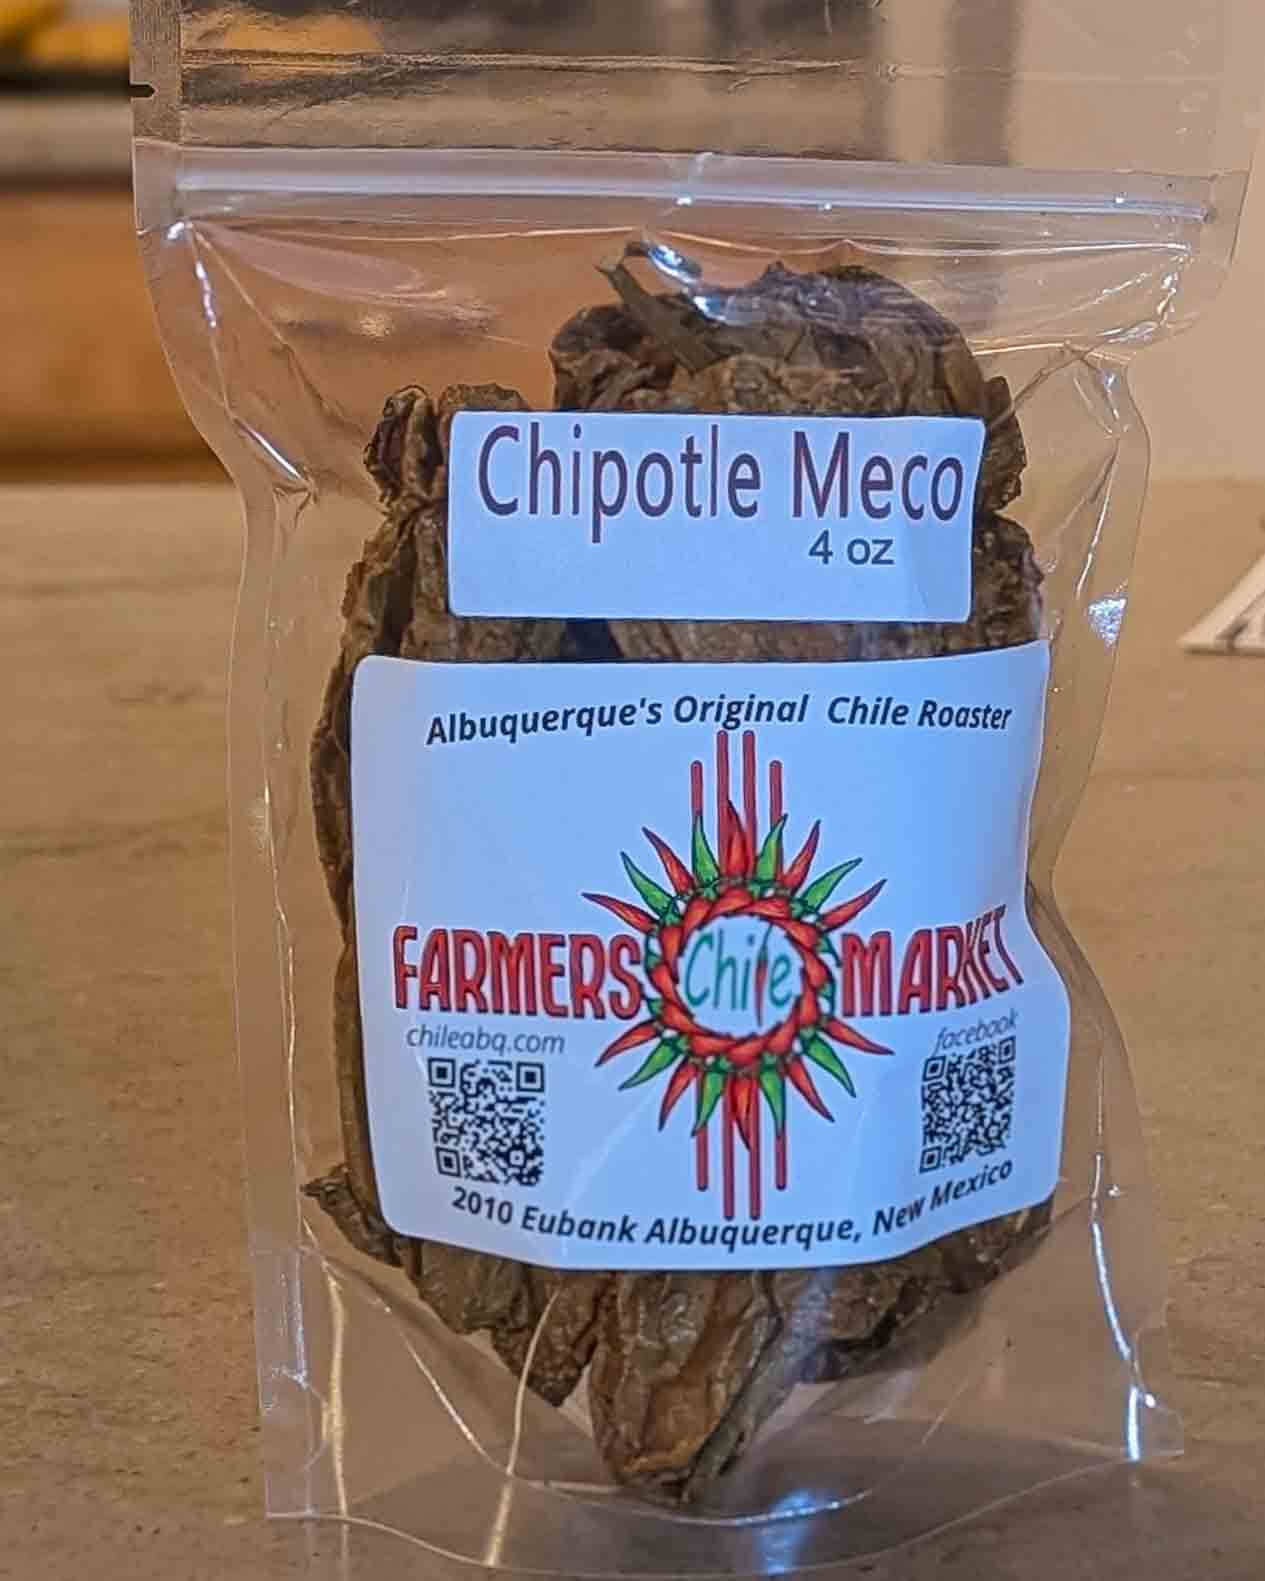 Chipotle Meco
4 oz
Albuquerque's Original Chile Roaster
FARMERS Chile MARKET
chileabq.com
facebook
2010 Eubank Albuquerque, New Mexico